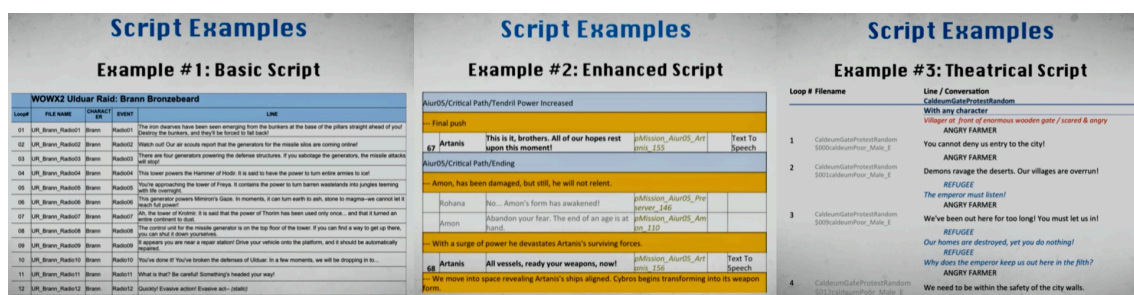 Script Examples
Example #1: Basic Script
WOWX2 Ulduar Raid: Brann Bronzebeard
Loop# FILE NAME CHARACTER EVENT LINE
01 UR_Brann_Radio01 Brann Radio01 The iron dwarves have been seen emerging from the bunkers at the base of the pillars straight ahead of you!
Destroy the bunkers, and they'll be forced to fall back!
02 UR_Brann_Radio02 Brann Radio02 Watch out! Our air scouts report that the generators for the missile silos are coming online!
03 UR_Brann_Radio03 Brann Radio03 There are four generators powering the defense structures. If you sabotage the generators, the missile attacks
will stop!
04 UR_Brann_Radio04 Brann Radio04 This tower powers the Hammer of Hodir. It is said to have the power to turn entire armies to ice!
05 UR_Brann_Radio05 Brann Radio05 You're approaching the tower of Freya. It contains the power to turn barren wastelands into jungles teeming
with life overnight.
06 UR_Brann_Radio06 Brann Radio06 This generator powers Mimiron's Gaze. In moments, it can turn earth to ash, stone to magma–we cannot let it
reach full power!
07 UR_Brann_Radio07 Brann Radio07 Ah, the tower of Krolmir. It is said that the power of Thorim has been used only once... and that it turned an
entire continent to dust.
08 UR_Brann_Radio08 Brann Radio08 The control unit for the missile generator is on the top floor of the tower. If you can find a way to get up there,
you can shut it down yourselves.
09 UR_Brann_Radio09 Brann Radio09 It appears you are near a repair station! Drive your vehicle onto the platform, and it should be automatically
repaired.
10 UR_Brann_Radio10 Brann Radio10 You've done it! You've broken the defenses of Ulduar. In a few moments, we will be dropping in to...
11 UR_Brann_Radio11 Brann Radio11 What is that? Be careful! Something's headed your way!
12 UR_Brann_Radio12 Brann Radio12 Quickly! Evasive action! Evasive act– (static)
Script Examples
Example #2: Enhanced Script
Aiur05/Critical Path/Tendril Power Increased
--- Final push
67 Artanis This is it, brothers. All of our hopes rest upon this moment! pMission_Aiur05_Artanis_155 Text To Speech
Aiur05/Critical Path/Ending
--- Amon, has been damaged, but still, he will not relent.
Rohana No... Amon's form has awakened! pMission_Aiur05_Preserver_146
Amon Abandon your fear. The end of an age is at hand. pMission_Aiur05_Amon_110
--- With a surge of power he devastates Artanis's surviving forces.
68 Artanis All vessels, ready your weapons, now! pMission_Aiur05_Artanis_156 Text To Speech
--- We move into space revealing Artanis's ships aligned. Cybros begins transforming into its weapon
form.
Script Examples
Example #3: Theatrical Script
Loop # Filename Line / Conversation
CaldeumGateProtestRandom
With any character
Villager at front of enormous wooden gate / scared & angry
ANGRY FARMER
1 CaldeumGateProtestRandom
S000caldeumPoor_Male_E You cannot deny us entry to the city!
ANGRY FARMER
2 CaldeumGateProtestRandom
S001caldeumPoor_Male_E Demons ravage the deserts. Our villages are overrun!
REFUGEE
The emperor must listen!
ANGRY FARMER
3 CaldeumGateProtestRandom
S009caldeumPoor_Male_E We've been out here for too long! You must let us in!
REFUGEE
Our homes are destroyed, yet you do nothing!
REFUGEE
Why does the emperor keep us out here in the filth?
ANGRY FARMER
4 CaldeumGateProtestRandom
S012caldeumPoor_Male_E We need to be within the safety of the city walls.